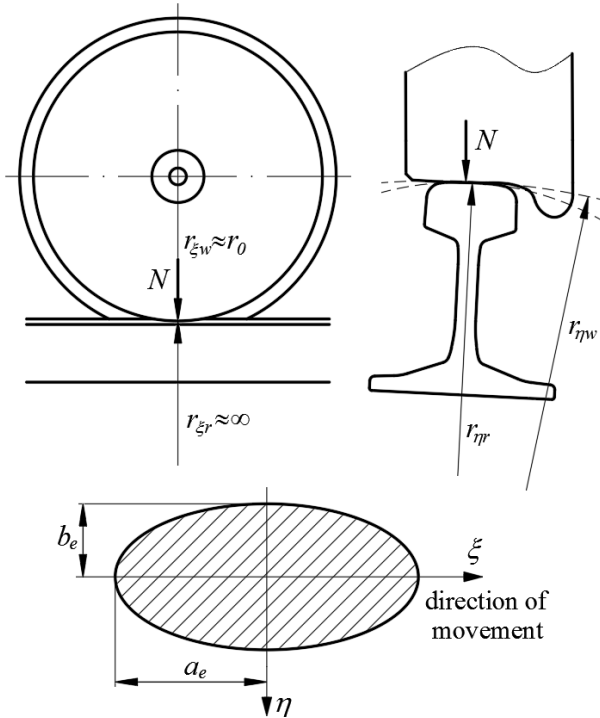 N
r_ξw≈r_0
N
r_ξr≈∞
r_ηw
r_ηr
b_e
ξ
direction of
movement
a_e
η